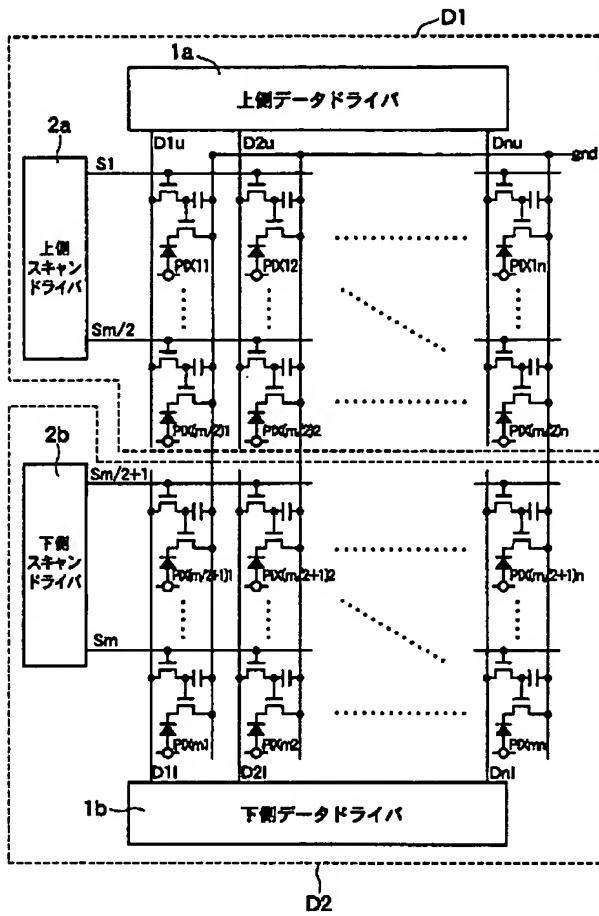 D1
1a
上側データドライバ
2a
D1u
D2u
Dnu
gnd
S1
上側
スキャン
ドライバ
PIX11
PIX12
PIX1n
Sm/2
PIX(m/2)1
PIX(m/2)2
PIX(m/2)n
2b
Sm/2+1
下側
スキャン
ドライバ
PIX(m/2+1)1
PIX(m/2+1)2
PIX(m/2+1)n
Sm
PIXm1
PIXm2
PIXmn
D1l
D2l
Dnl
1b
下側データドライバ
D2